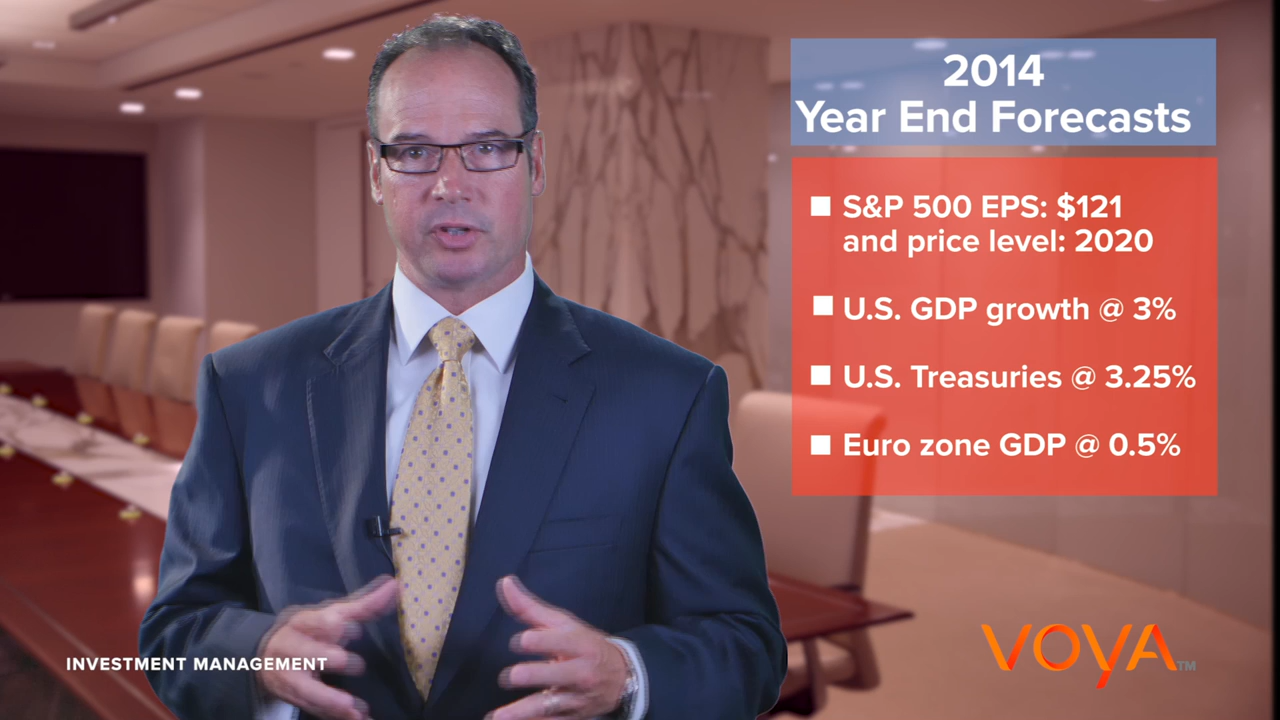 2014
Year End Forecasts
S&P 500 EPS: $121
and price level: 2020
U.S. GDP growth @ 3%
U.S. Treasuries @ 3.25%
Euro zone GDP @ 0.5%
INVESTMENT MANAGEMENT
VOYA™